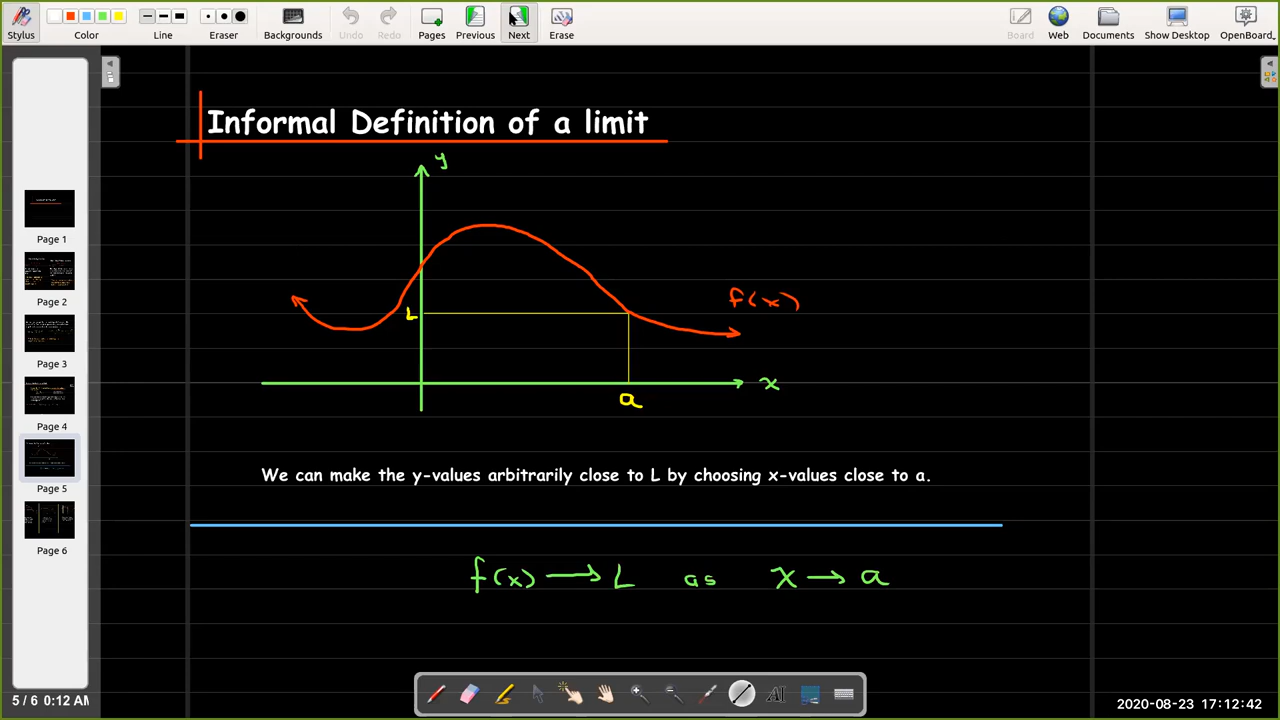 Stylus Color Line Eraser Backgrounds Undo Redo Pages Previous Next Erase Board Web Documents Show Desktop OpenBoard
Informal Definition of a limit
y
f(x)
L
x
a
We can make the y-values arbitrarily close to L by choosing x-values close to a.
f(x) → L as x → a
Page 1
Page 2
Page 3
Page 4
Page 5
Page 6
5 / 6 0:12 AM
AI
2020-08-23 17:12:42